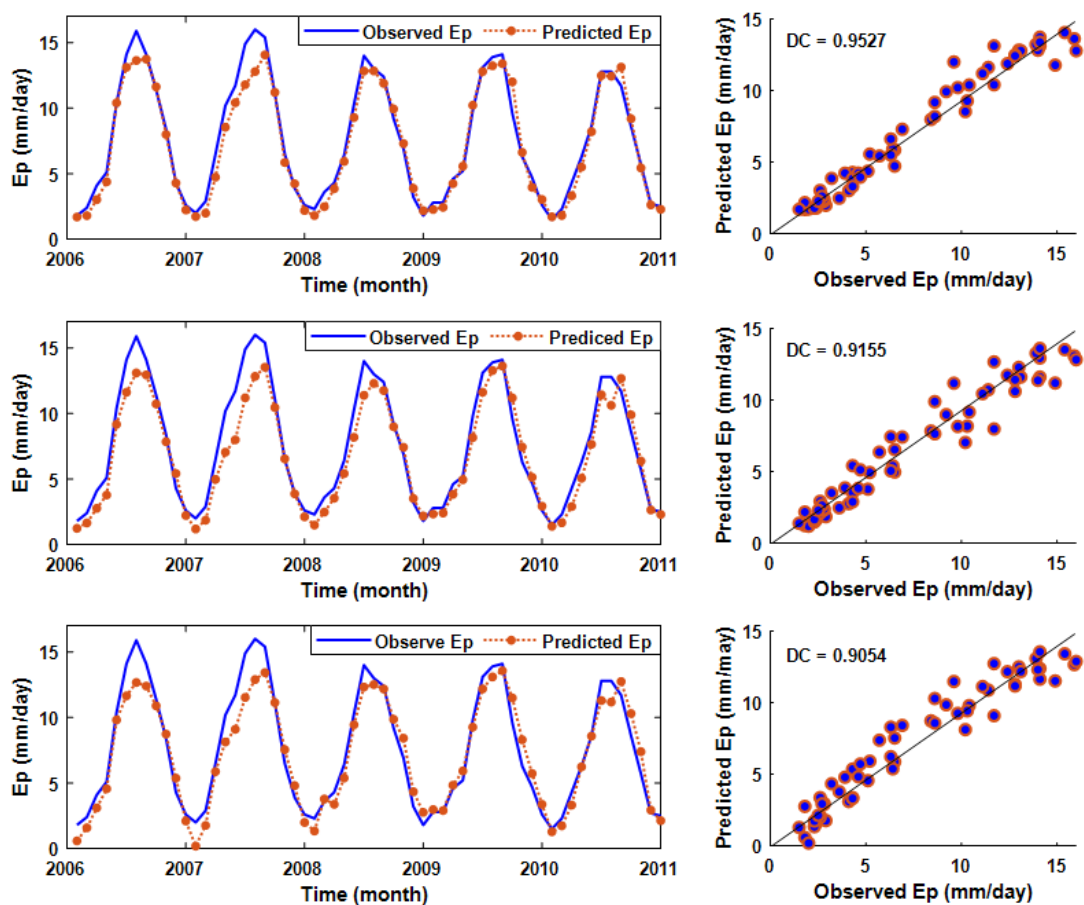 Observed Ep Predicted Ep
15
10
5
0
Ep (mm/day)
2006 2007 2008 2009 2010 2011
Time (month)
DC = 0.9527
15
10
5
0
Predicted Ep (mm/day)
0 5 10 15
Observed Ep (mm/day)
Observed Ep Prediced Ep
15
10
5
0
Ep (mm/day)
2006 2007 2008 2009 2010 2011
Time (month)
DC = 0.9155
15
10
5
0
Predicted Ep (mm/day)
0 5 10 15
Observed Ep (mm/day)
Observe Ep Predicted Ep
15
10
5
0
Ep (mm/day)
2006 2007 2008 2009 2010 2011
Time (month)
DC = 0.9054
15
10
5
0
Predicted Ep (mm/may)
0 5 10 15
Observed Ep (mm/day)